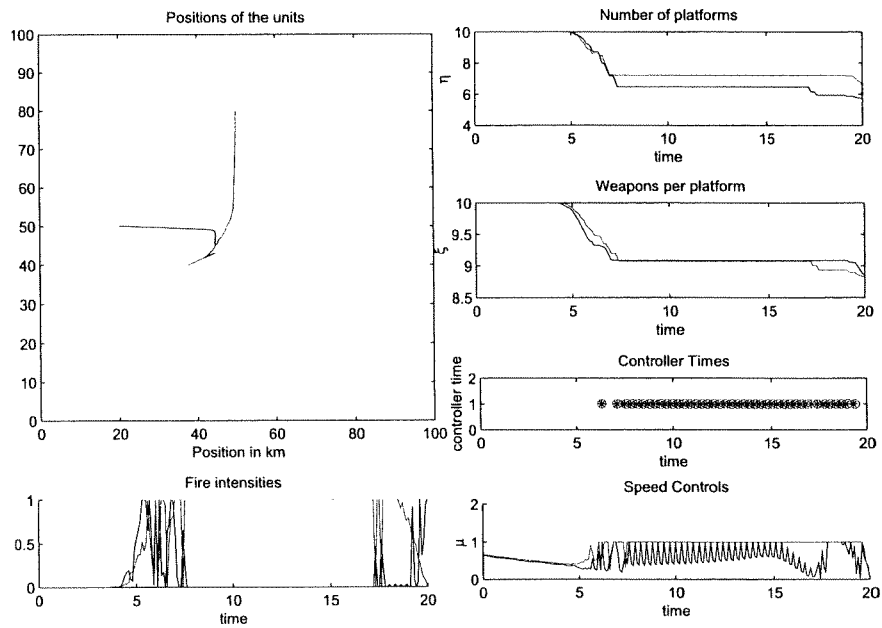 Positions of the units
100
90
80
70
60
50
40
30
20
10
0
0 20 40 60 80 100
Position in km
Number of platforms
10
8
6
4
η
0 5 10 15 20
time
Weapons per platform
10
9.5
9
8.5
ξ
0 5 10 15 20
time
Controller Times
2
1
0
controller time
0 5 10 15 20
time
Fire intensities
1
0.5
0
0 5 10 15 20
time
Speed Controls
2
1
0
μ
0 5 10 15 20
time